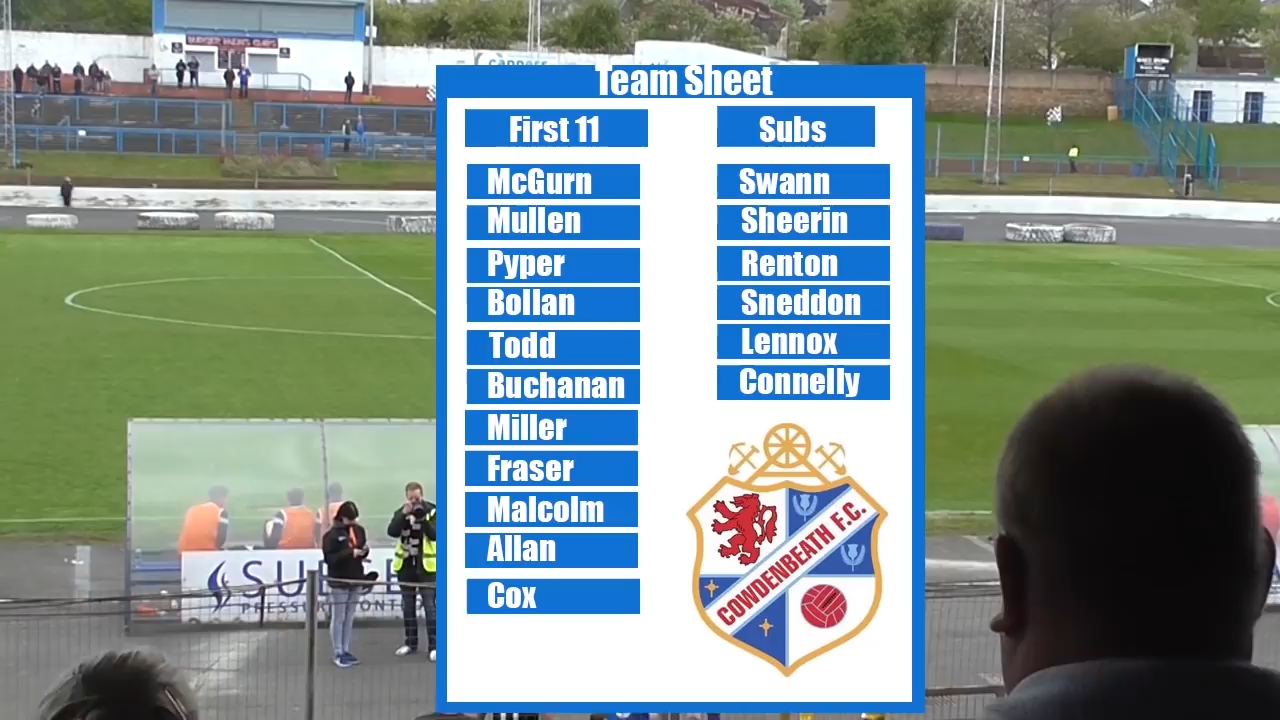 Team Sheet
First 11
McGurn
Mullen
Pyper
Bollan
Todd
Buchanan
Miller
Fraser
Malcolm
Allan
Cox
Subs
Swann
Sheerin
Renton
Sneddon
Lennox
Connelly
COWDENBEATH F.C.